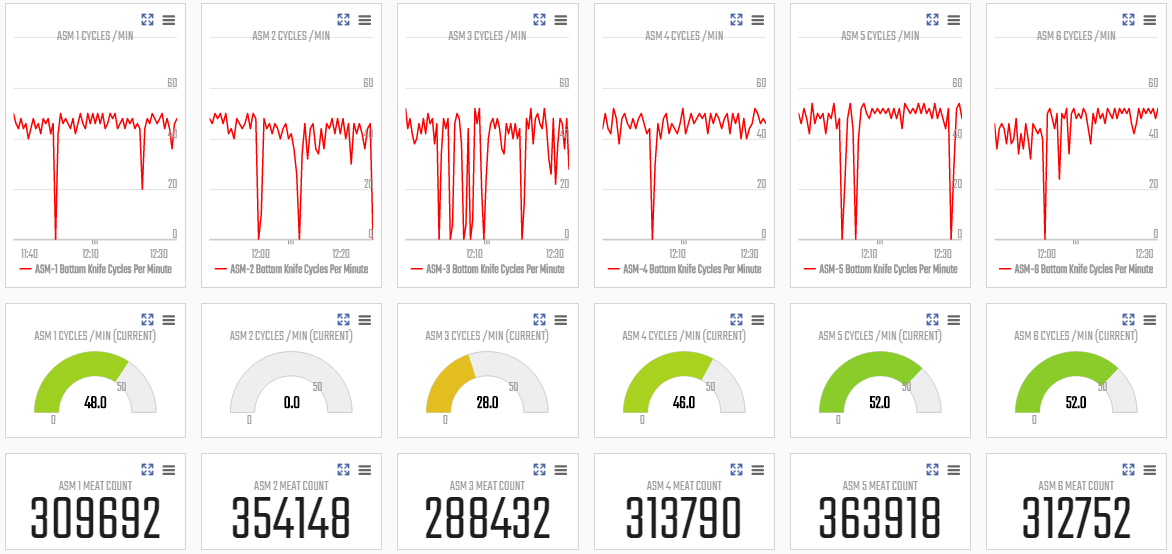 ASM 1 CYCLES / MIN
60
40
20
0
11:40 12:10 12:30
ASM-1 Bottom Knife Cycles Per Minute
ASM 2 CYCLES / MIN
60
40
20
0
12:00 12:20
ASM-2 Bottom Knife Cycles Per Minute
ASM 3 CYCLES / MIN
60
40
20
0
12:10 12:30
ASM-3 Bottom Knife Cycles Per Minute
ASM 4 CYCLES / MIN
60
40
20
0
12:10 12:30
ASM-4 Bottom Knife Cycles Per Minute
ASM 5 CYCLES / MIN
60
40
20
0
12:10 12:30
ASM-5 Bottom Knife Cycles Per Minute
ASM 6 CYCLES / MIN
60
40
20
0
12:00 12:30
ASM-6 Bottom Knife Cycles Per Minute
ASM 1 CYCLES / MIN (CURRENT)
50
48.0
0
ASM 2 CYCLES / MIN (CURRENT)
50
0.0
0
ASM 3 CYCLES / MIN (CURRENT)
50
28.0
0
ASM 4 CYCLES / MIN (CURRENT)
50
46.0
0
ASM 5 CYCLES / MIN (CURRENT)
50
52.0
0
ASM 6 CYCLES / MIN (CURRENT)
50
52.0
0
ASM 1 MEAT COUNT
309692
ASM 2 MEAT COUNT
354148
ASM 3 MEAT COUNT
288432
ASM 4 MEAT COUNT
313790
ASM 5 MEAT COUNT
363918
ASM 6 MEAT COUNT
312752